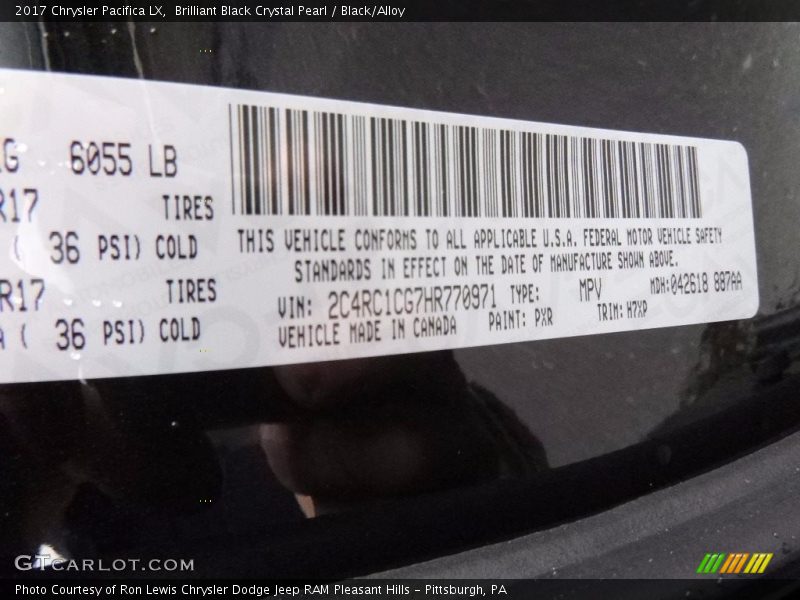 2017 Chrysler Pacifica LX, Brilliant Black Crystal Pearl / Black/Alloy
6055 LB
R17 TIRES
( 36 PSI) COLD
R17 TIRES
( 36 PSI) COLD
THIS VEHICLE CONFORMS TO ALL APPLICABLE U.S.A. FEDERAL MOTOR VEHICLE SAFETY
STANDARDS IN EFFECT ON THE DATE OF MANUFACTURE SHOWN ABOVE.
VIN: 2C4RC1CG7HR770971 TYPE: MPV MDH:042618 887AA
VEHICLE MADE IN CANADA PAINT: PXR TRIM: H7XP
GTCARLOT.COM
Photo Courtesy of Ron Lewis Chrysler Dodge Jeep RAM Pleasant Hills - Pittsburgh, PA